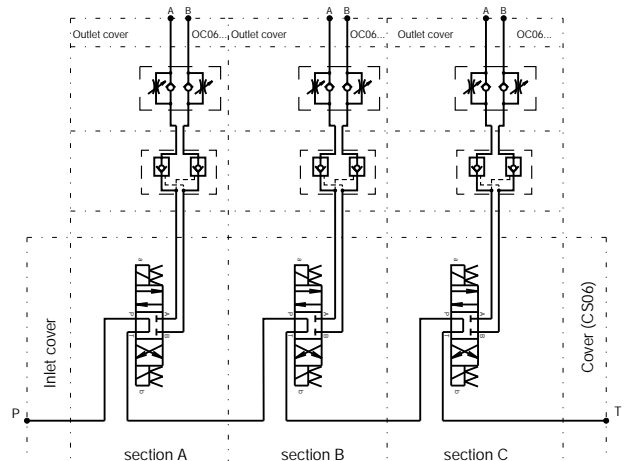 A B A B A B
Outlet cover OC06... Outlet cover OC06... Outlet cover OC06...
a a a
P A P A P A
T B T B T B
b b b
Inlet cover
Cover (CS06)
P T
section A section B section C